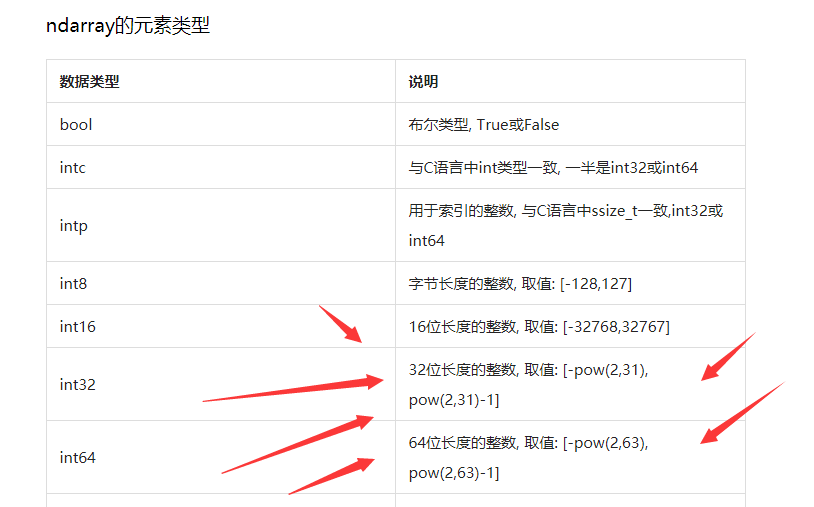 ndarray的元素类型
数据类型 说明
bool 布尔类型, True或False
intc 与C语言中int类型一致, 一半是int32或int64
intp 用于索引的整数, 与C语言中ssize_t一致,int32或
int64
int8 字节长度的整数, 取值: [-128,127]
int16 16位长度的整数, 取值: [-32768,32767]
int32 32位长度的整数, 取值: [-pow(2,31),
pow(2,31)-1]
int64 64位长度的整数, 取值: [-pow(2,63),
pow(2,63)-1]